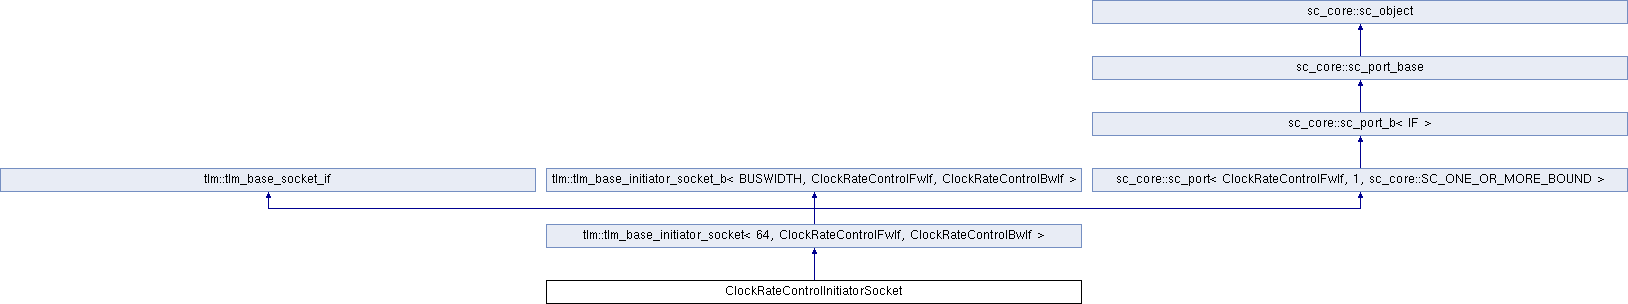 sc_core::sc_object
sc_core::sc_port_base
sc_core::sc_port_b< IF >
tlm::tlm_base_socket_if
tlm::tlm_base_initiator_socket_b< BUSWIDTH, ClockRateControlFwIf, ClockRateControlBwIf >
sc_core::sc_port< ClockRateControlFwIf, 1, sc_core::SC_ONE_OR_MORE_BOUND >
tlm::tlm_base_initiator_socket< 64, ClockRateControlFwIf, ClockRateControlBwIf >
ClockRateControlInitiatorSocket